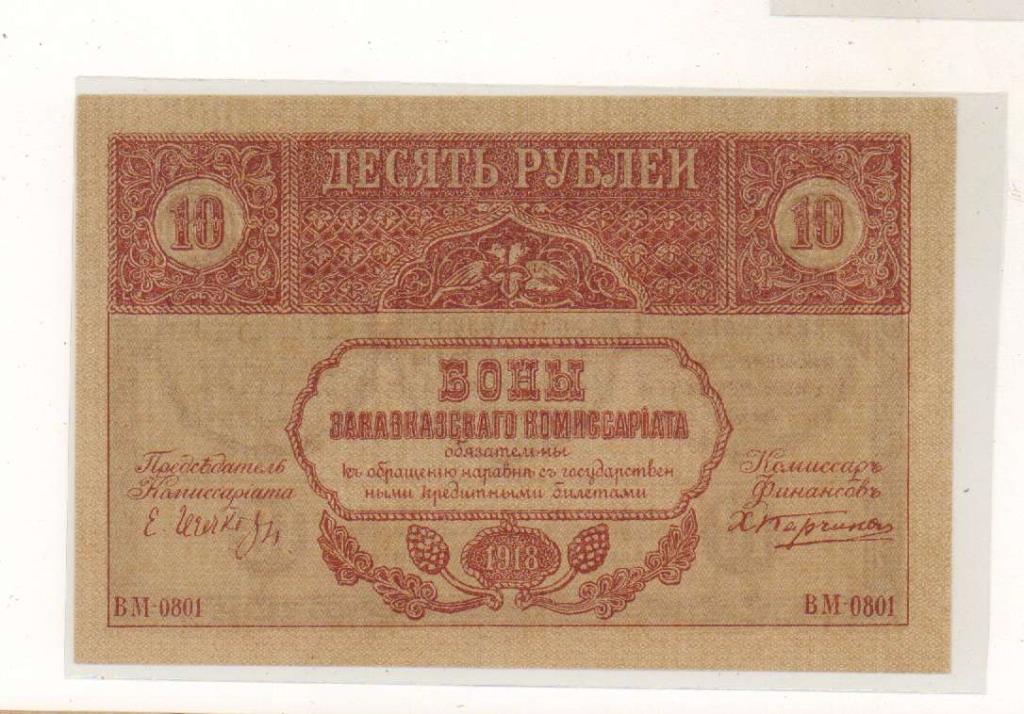 ДЕСЯТЬ РУБЛЕЙ
10
10
БОНЫ
ЗАКАВКАЗСКАГО КОМИССАРІАТА
обязательны
къ обращенію наравнѣ съ государствен
ными кредитными билетами
Предсѣдатель
Комиссаріата
Комиссаръ
Финансовъ
1918
ВМ-0801
ВМ-0801